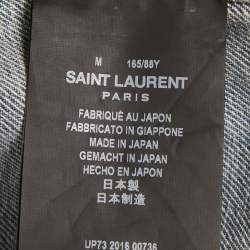 M 165/88Y
SAINT LAURENT
PARIS
FABRIQUÉ AU JAPON
FABBRICATO IN GIAPPONE
MADE IN JAPAN
GEMACHT IN JAPAN
HECHO EN JAPÓN
日本製
日本制造
UP73 2016 00736